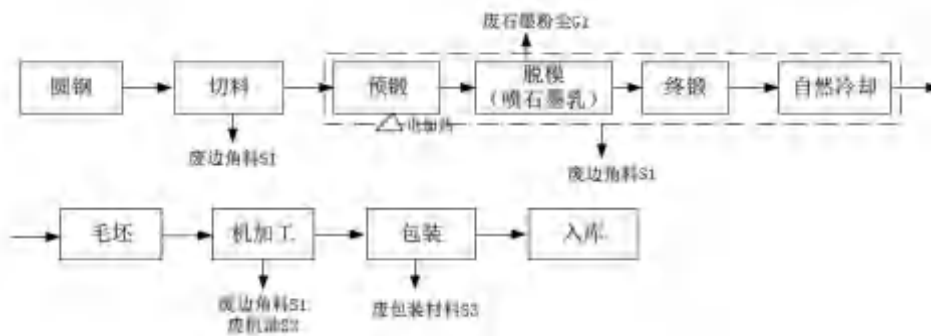 废石墨粉尘G1
圆钢
切料
预锻
脱模
(喷石墨乳)
终锻
自然冷却
电加热
废边角料S1
废边角料S1
毛坯
机加工
包装
入库
废边角料S1
废机油S2
废包装材料S3